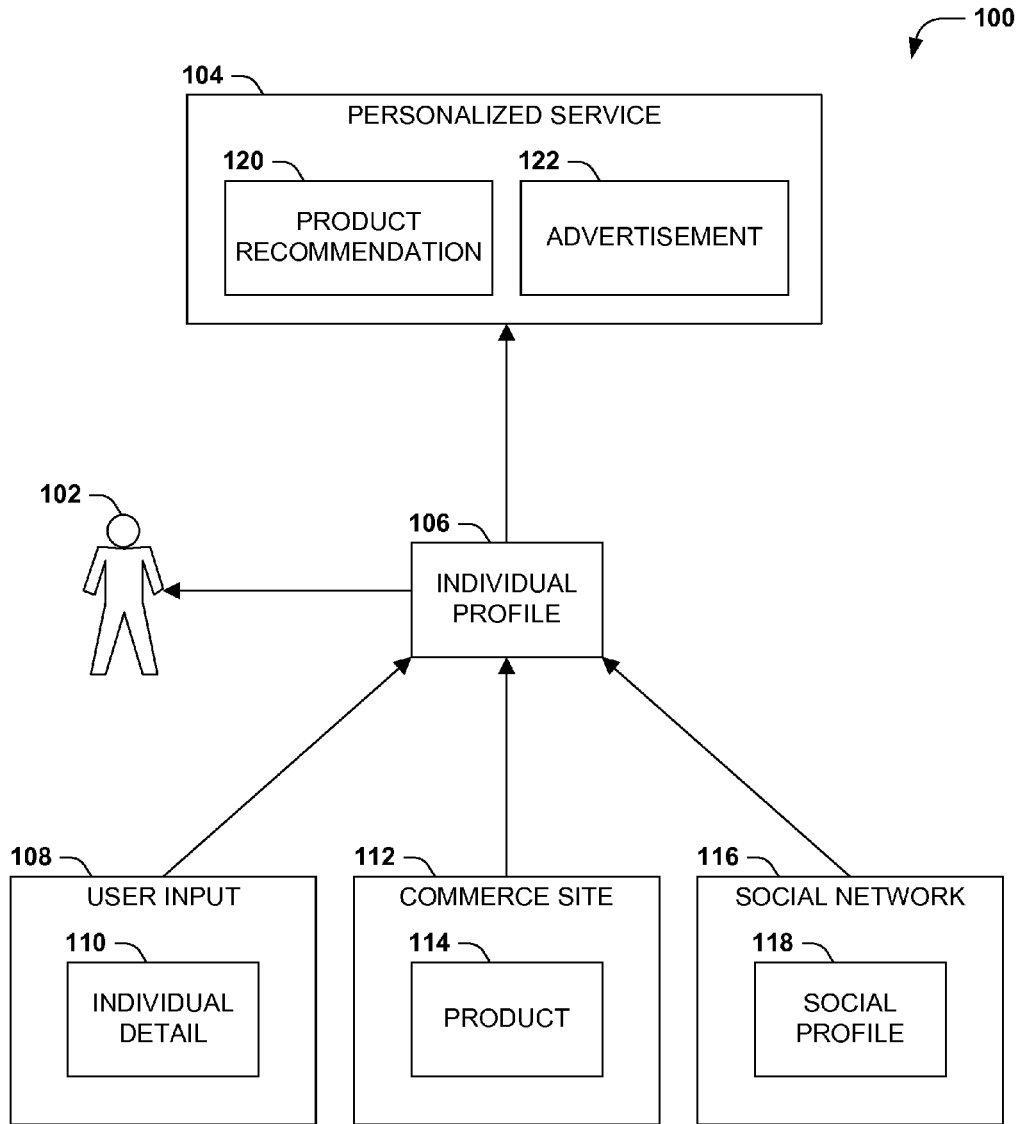 100
104
PERSONALIZED SERVICE
120
122
PRODUCT
RECOMMENDATION
ADVERTISEMENT
102
106
INDIVIDUAL
PROFILE
108
112
116
USER INPUT
COMMERCE SITE
SOCIAL NETWORK
110
114
118
INDIVIDUAL
DETAIL
PRODUCT
SOCIAL
PROFILE